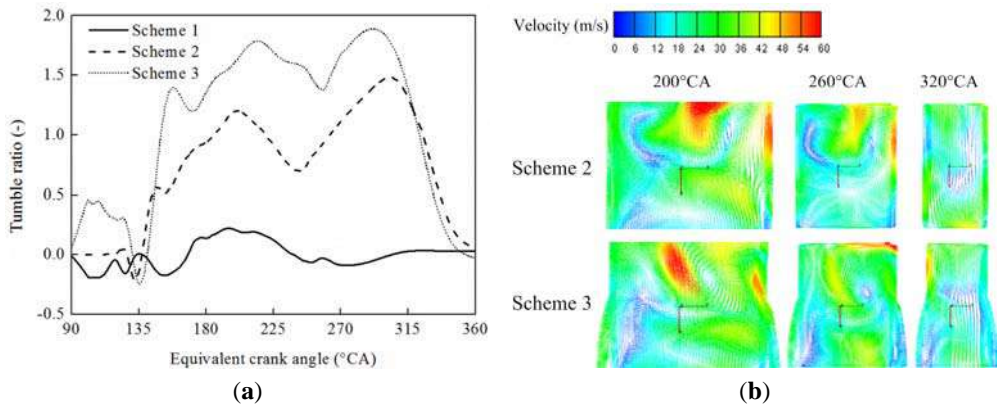 2.0
1.5
1.0
0.5
0.0
-0.5
Tumble ratio (-)
Scheme 1
Scheme 2
Scheme 3
90 135 180 225 270 315 360
Equivalent crank angle (°CA)
(a)
Velocity (m/s)
0 6 12 18 24 30 36 42 48 54 60
200°CA 260°CA 320°CA
Scheme 2
Scheme 3
(b)